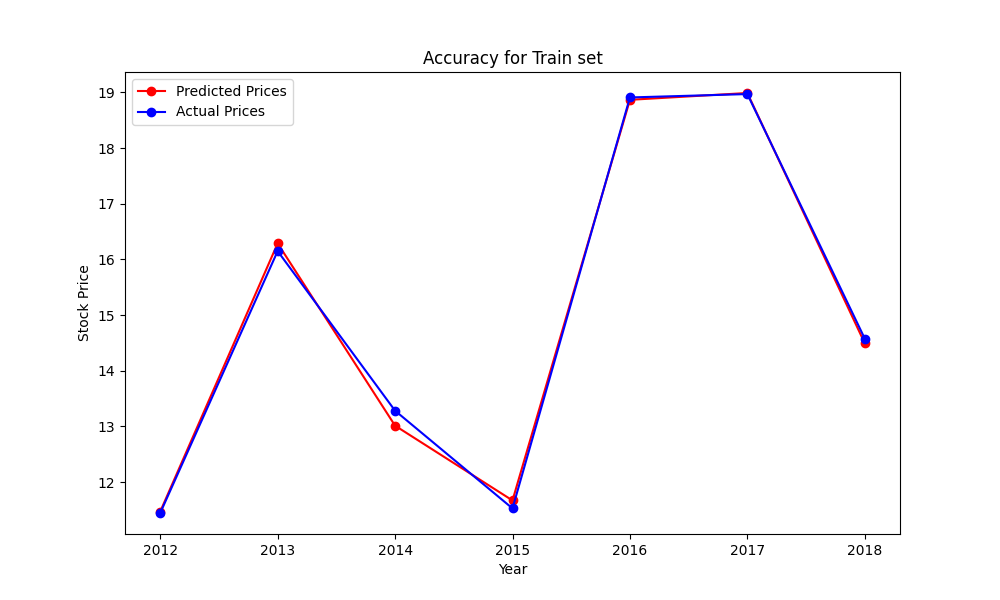 Accuracy for Train set
Predicted Prices
Actual Prices
19
18
17
16
15
14
13
12
Stock Price
2012 2013 2014 2015 2016 2017 2018
Year